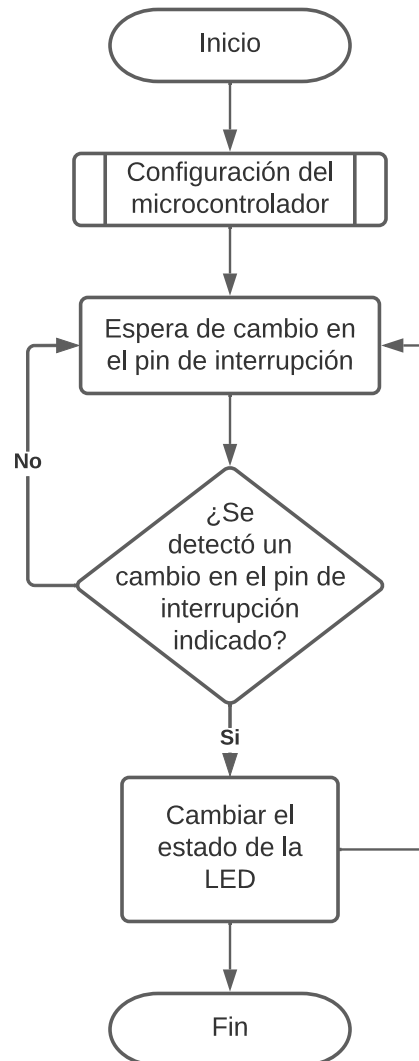 Inicio
Configuración del
microcontrolador
Espera de cambio en
el pin de interrupción
No
¿Se
detectó un
cambio en el pin de
interrupción
indicado?
Si
Cambiar el
estado de la
LED
Fin